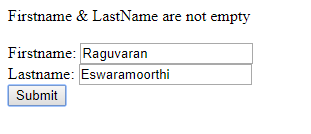 Firstname & LastName are not empty
Firstname: Raguvaran
Lastname: Eswaramoorthi
Submit